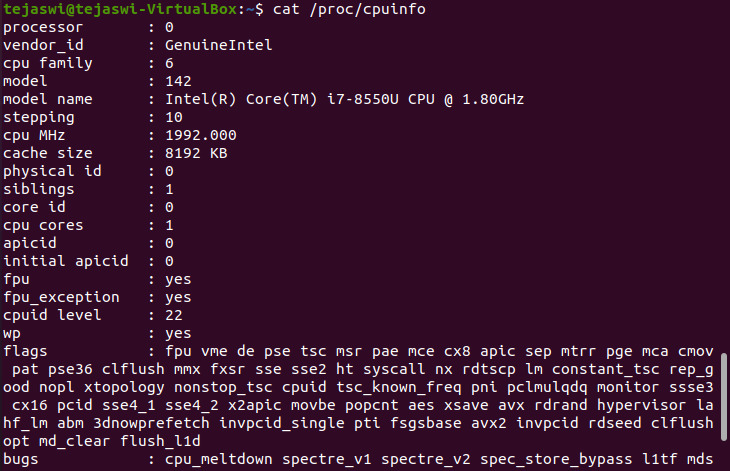 tejaswi@tejaswi-VirtualBox:~$ cat /proc/cpuinfo
processor : 0
vendor_id : GenuineIntel
cpu family : 6
model : 142
model name : Intel(R) Core(TM) i7-8550U CPU @ 1.80GHz
stepping : 10
cpu MHz : 1992.000
cache size : 8192 KB
physical id : 0
siblings : 1
core id : 0
cpu cores : 1
apicid : 0
initial apicid : 0
fpu : yes
fpu_exception : yes
cpuid level : 22
wp : yes
flags : fpu vme de pse tsc msr pae mce cx8 apic sep mtrr pge mca cmov
pat pse36 clflush mmx fxsr sse sse2 ht syscall nx rdtscp lm constant_tsc rep_g
ood nopl xtopology nonstop_tsc cpuid tsc_known_freq pni pclmulqdq monitor ssse3
cx16 pcid sse4_1 sse4_2 x2apic movbe popcnt aes xsave avx rdrand hypervisor la
hf_lm abm 3dnowprefetch invpcid_single pti fsgsbase avx2 invpcid rdseed clflush
opt md_clear flush_l1d
bugs : cpu_meltdown spectre_v1 spectre_v2 spec_store_bypass l1tf mds